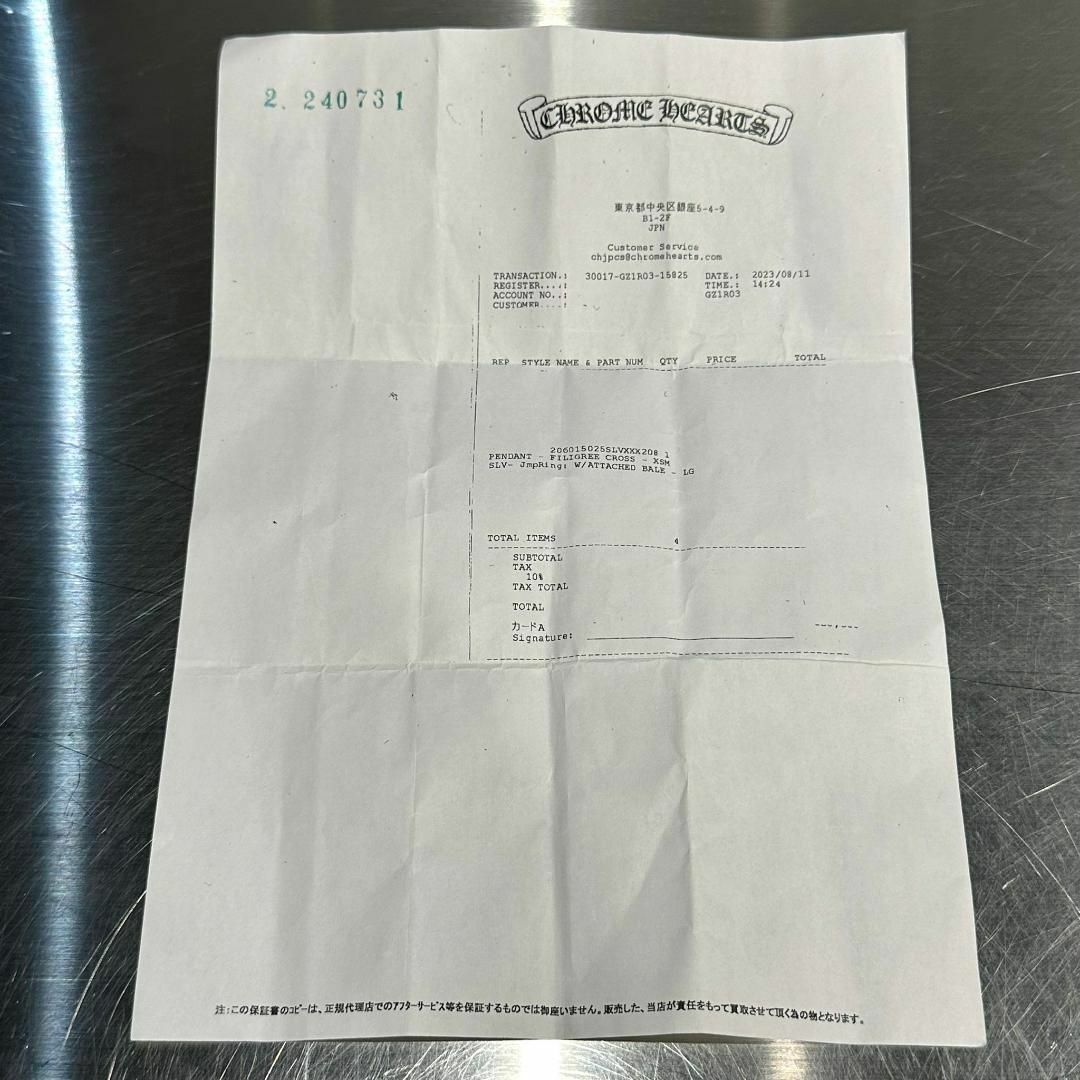 2. 240731
CHROME HEARTS
東京都中央区銀座5-4-9
B1-2F
JPN
Customer Service
chjpcs@chromehearts.com
TRANSACTION.: 30017-GZ1R03-15825 DATE.: 2023/08/11
REGISTER....: TIME.: 14:24
ACCOUNT NO..: GZ1R03
CUSTOMER....:
REP STYLE NAME & PART NUM QTY PRICE TOTAL
206015025SLVXXX208 1
PENDANT - FILIGREE CROSS - XSM
SLV- JmpRing: W/ATTACHED BALE - LG
TOTAL ITEMS 4
SUBTOTAL
TAX
10%
TAX TOTAL
TOTAL
カードA
Signature:
注:この保証書のコピーは、正規代理店でのアフターサービス等を保証するものでは御座いません。販売した、当店が責任をもって買取させて頂く為の物となります。